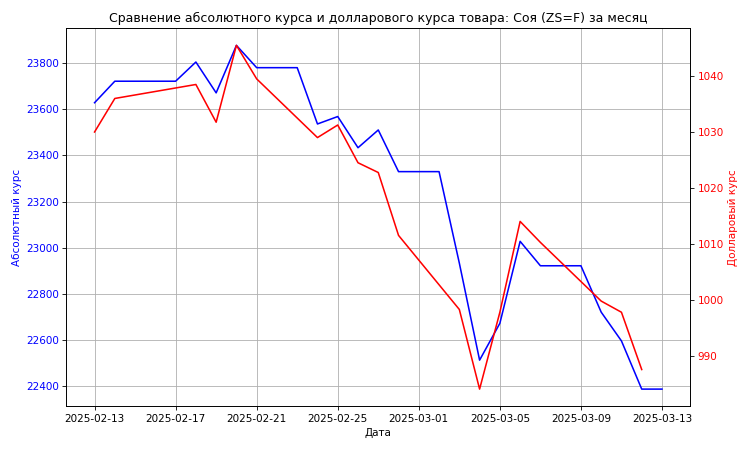 Сравнение абсолютного курса и долларового курса товара: Соя (ZS=F) за месяц
Абсолютный курс
23800
23600
23400
23200
23000
22800
22600
22400
1040
1030
1020
1010
1000
990
Долларовый курс
2025-02-13 2025-02-17 2025-02-21 2025-02-25 2025-03-01 2025-03-05 2025-03-09 2025-03-13
Дата